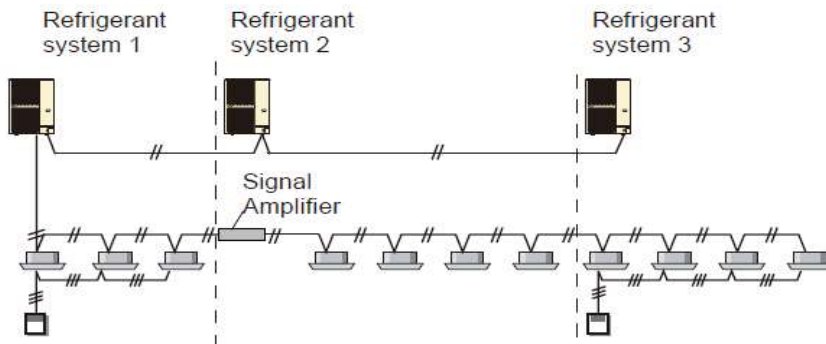 Refrigerant
system 1
Refrigerant
system 2
Refrigerant
system 3
Signal
Amplifier